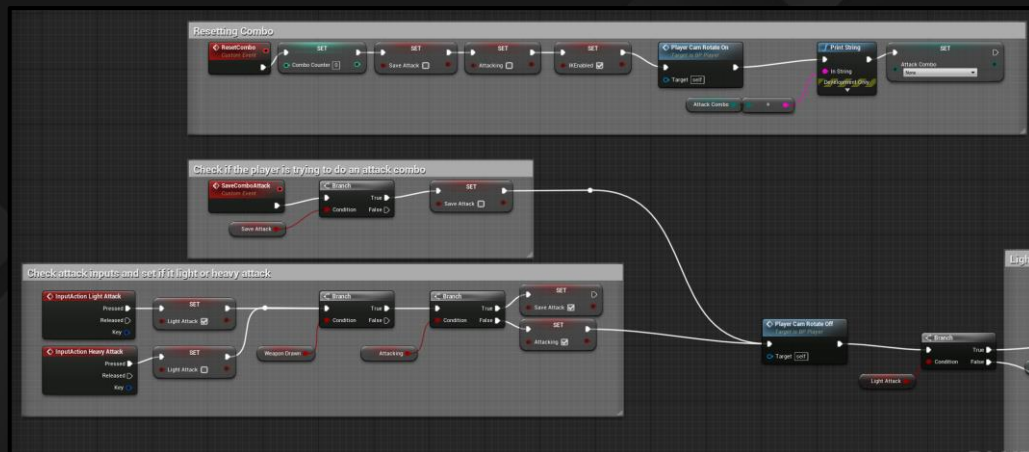 Resetting Combo
ResetCombo
Custom Event
SET
Combo Counter 0
SET
Save Attack
SET
Attacking
SET
IKEnabled
Player Cam Rotate On
Target is BP Player
Target self
Attack Combo
Print String
In String
Development Only
SET
Attack Combo
None
Check if the player is trying to do an attack combo
SaveComboAttack
Custom Event
Branch
True
Condition False
SET
Save Attack
Save Attack
Check attack inputs and set if it light or heavy attack
InputAction Light Attack
Pressed
Released
Key
SET
Light Attack
InputAction Heavy Attack
Pressed
Released
Key
SET
Light Attack
Branch
True
Condition False
Weapon Drawn
Branch
True
Condition False
Attacking
SET
Save Attack
SET
Attacking
Player Cam Rotate Off
Target is BP Player
Target self
Branch
True
Condition False
Light Attack
Ligh